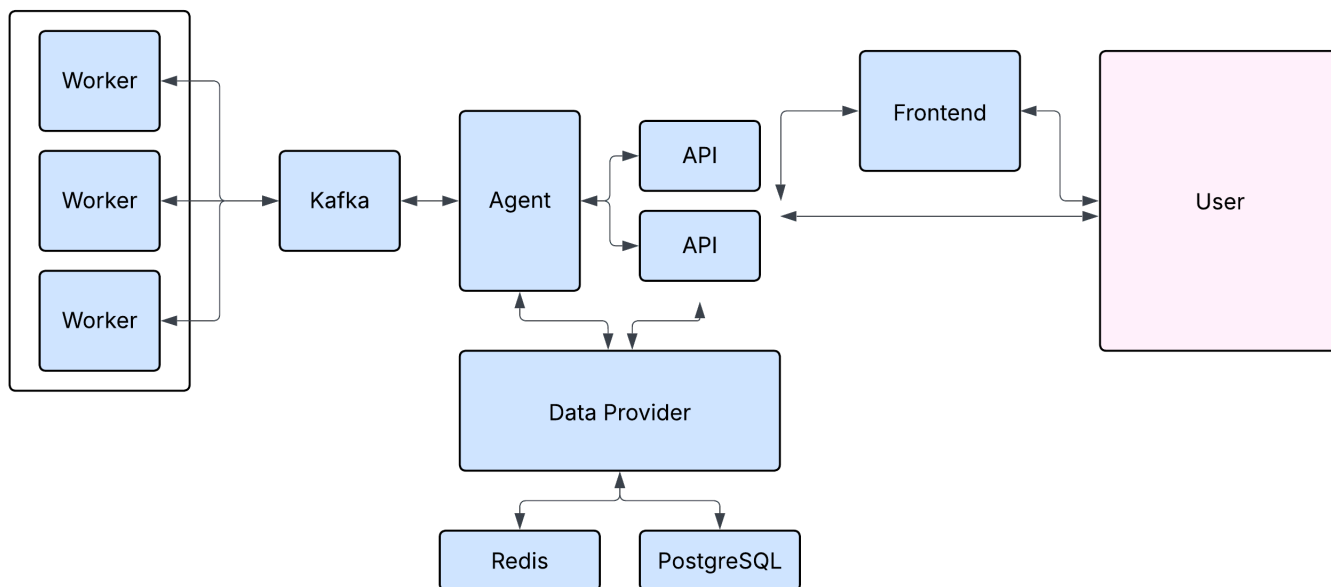 Worker
Worker
Worker
Kafka
Agent
API
API
Frontend
User
Data Provider
Redis
PostgreSQL